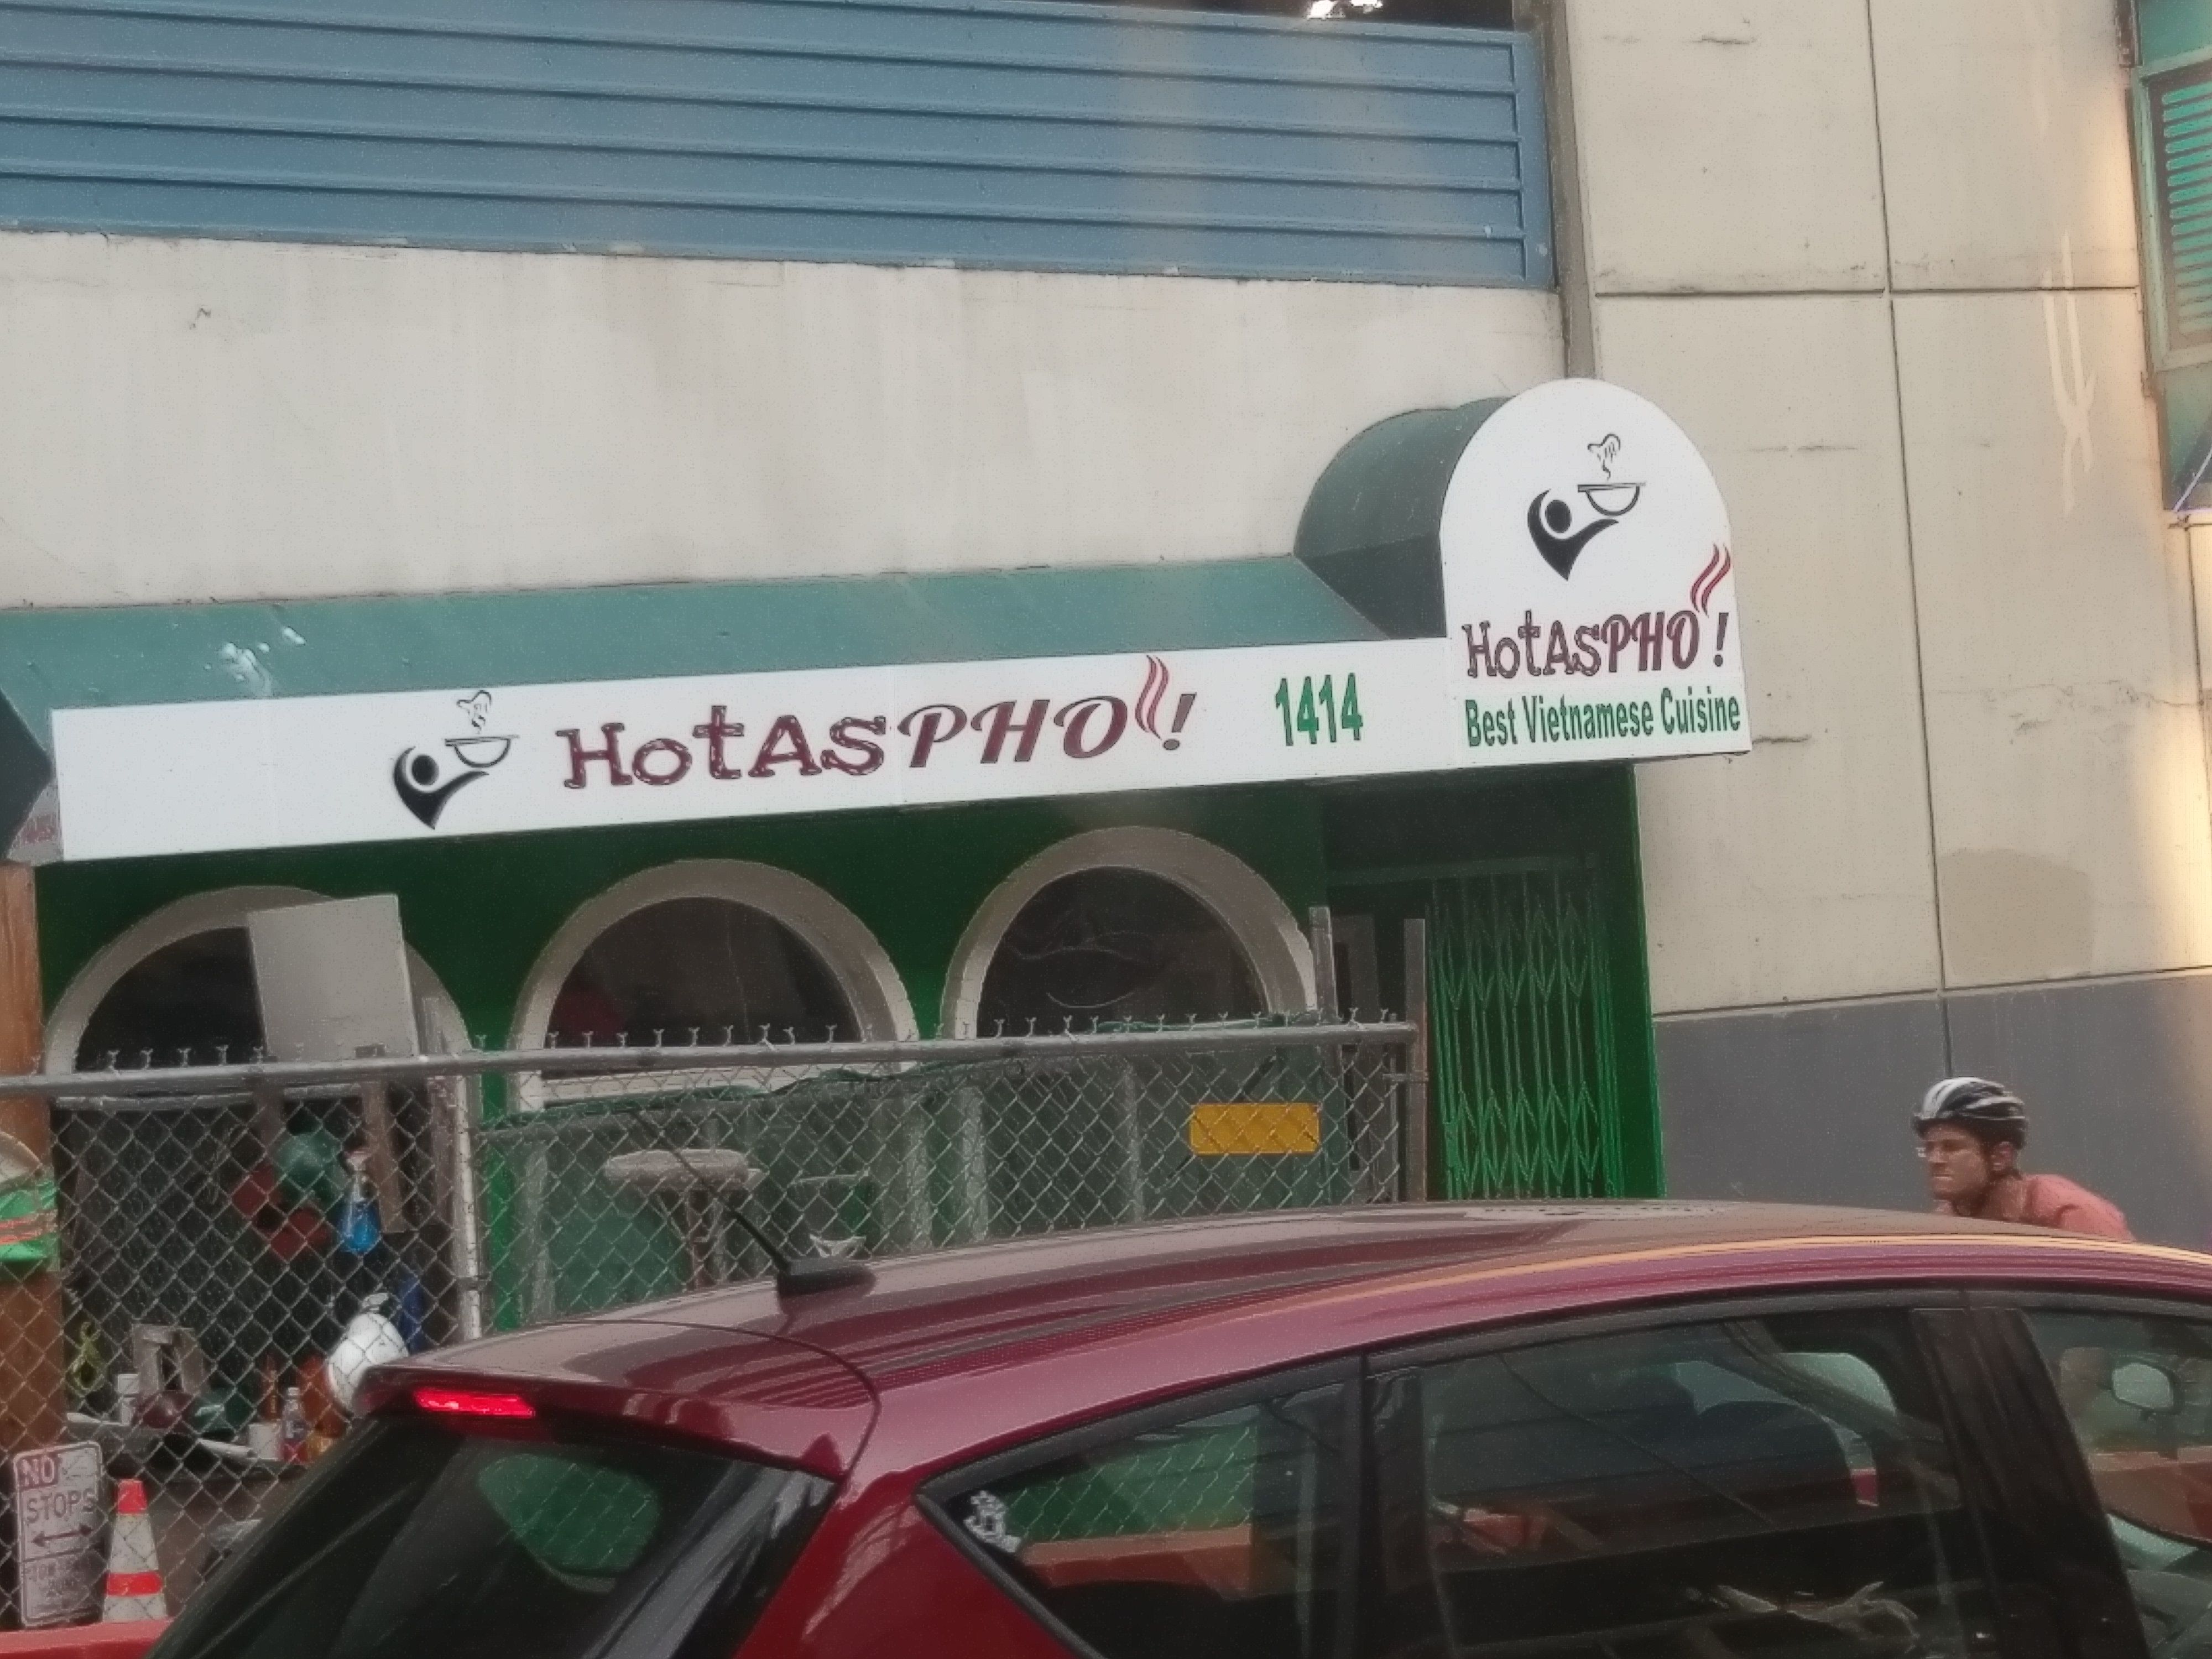 HotAsPHO!
1414
HotAsPHO!
Best Vietnamese Cuisine
NO
STOPS